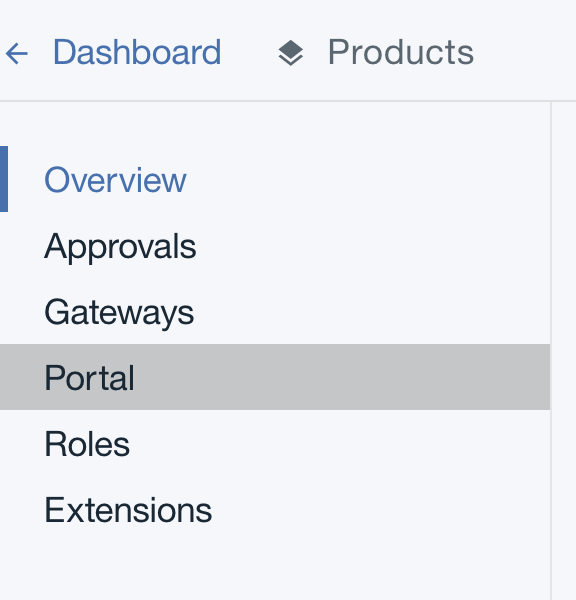 Dashboard Products
Overview
Approvals
Gateways
Portal
Roles
Extensions